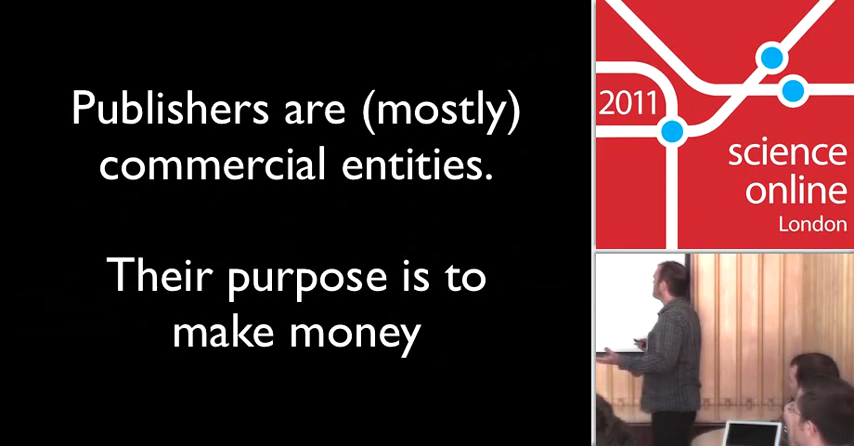 Publishers are (mostly)
commercial entities.
Their purpose is to
make money
2011
science
online
London